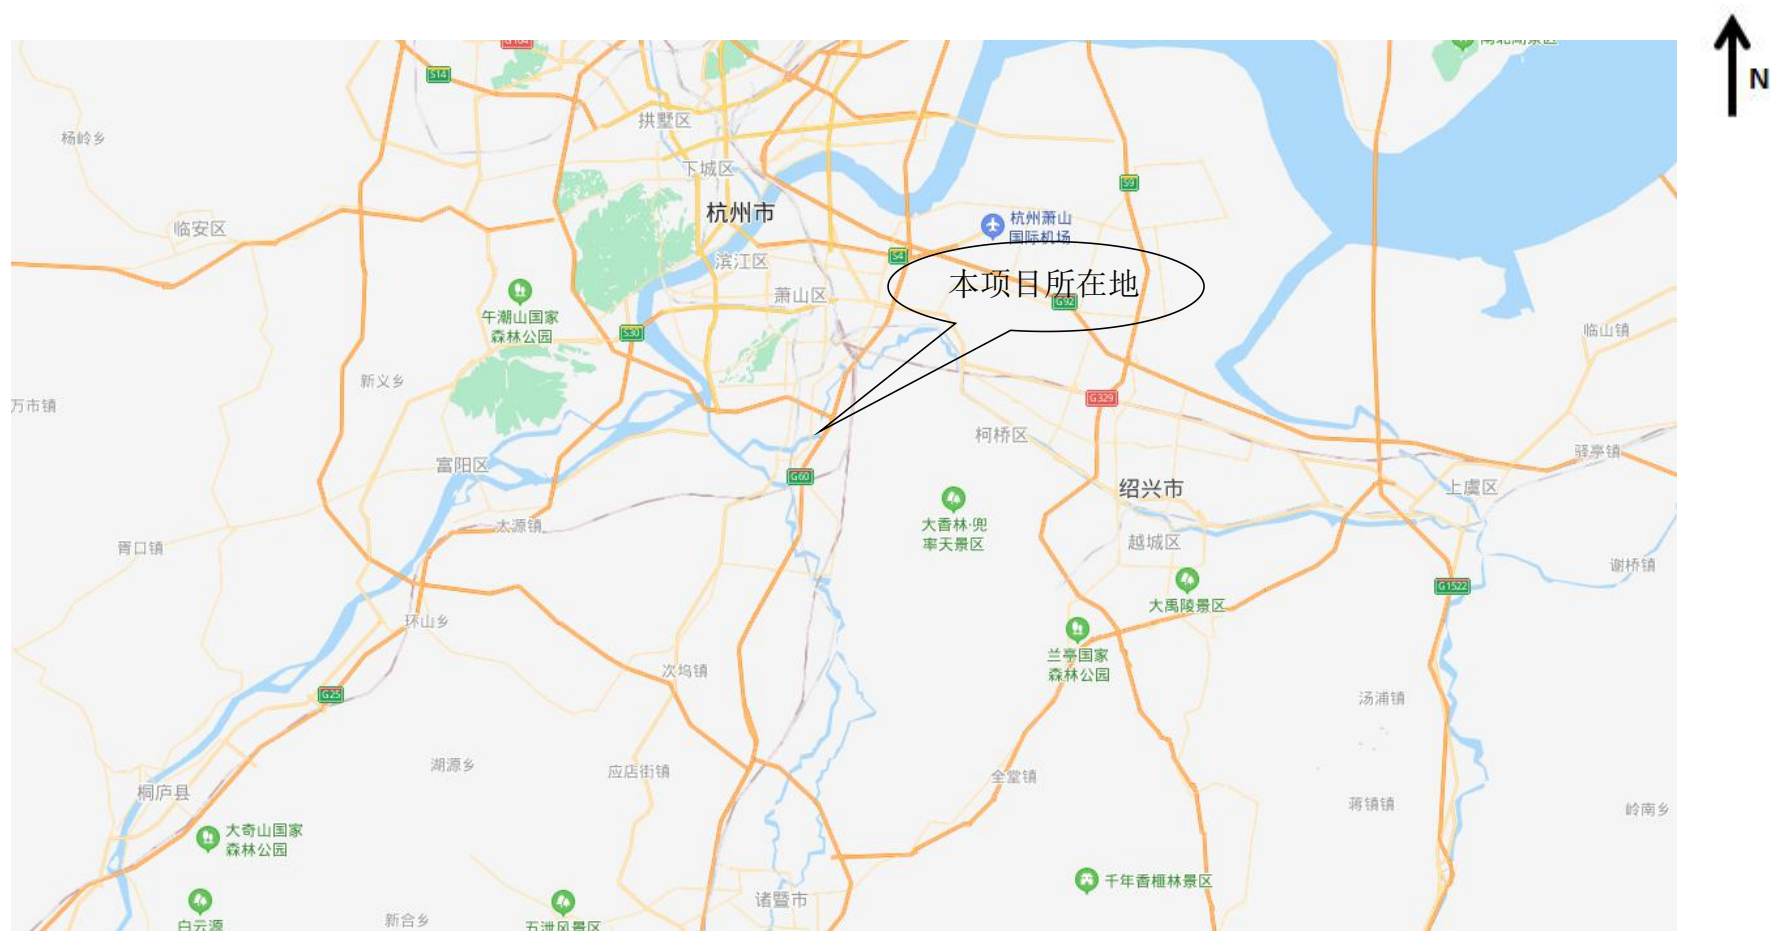 N
G104
南北湖景区
S14
拱墅区
杨岭乡
下城区
S9
杭州市
杭州萧山
国际机场
临安区
S4
滨江区
本项目所在地
萧山区
G92
午潮山国家
森林公园
S30
临山镇
新义乡
G329
万市镇
柯桥区
驿亭镇
富阳区
G60
绍兴市
上虞区
大香林·兜
率天景区
太源镇
越城区
胥口镇
谢桥镇
大禹陵景区
G1522
环山乡
兰亭国家
森林公园
次坞镇
G25
汤浦镇
湖源乡
应店街镇
全堂镇
桐庐县
蒋镇镇
岭南乡
大奇山国家
森林公园
千年香榧林景区
诸暨市
白云源
新合乡
五泄风景区